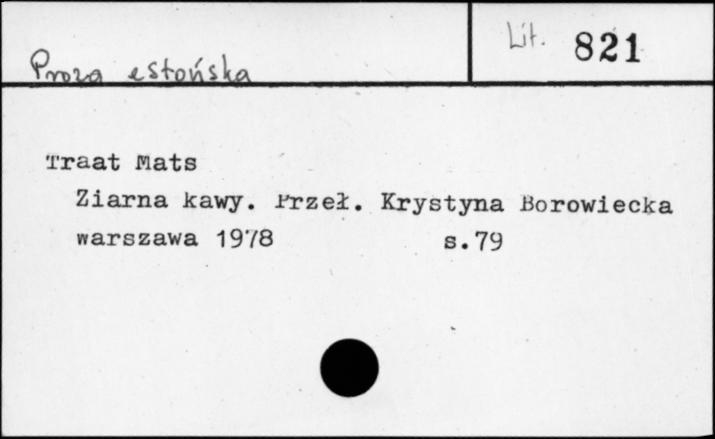 Proza estońska
Lit. 821
Traat Mats
Ziarna kawy. Przeł. Krystyna Borowiecka
Warszawa 1978 s.79